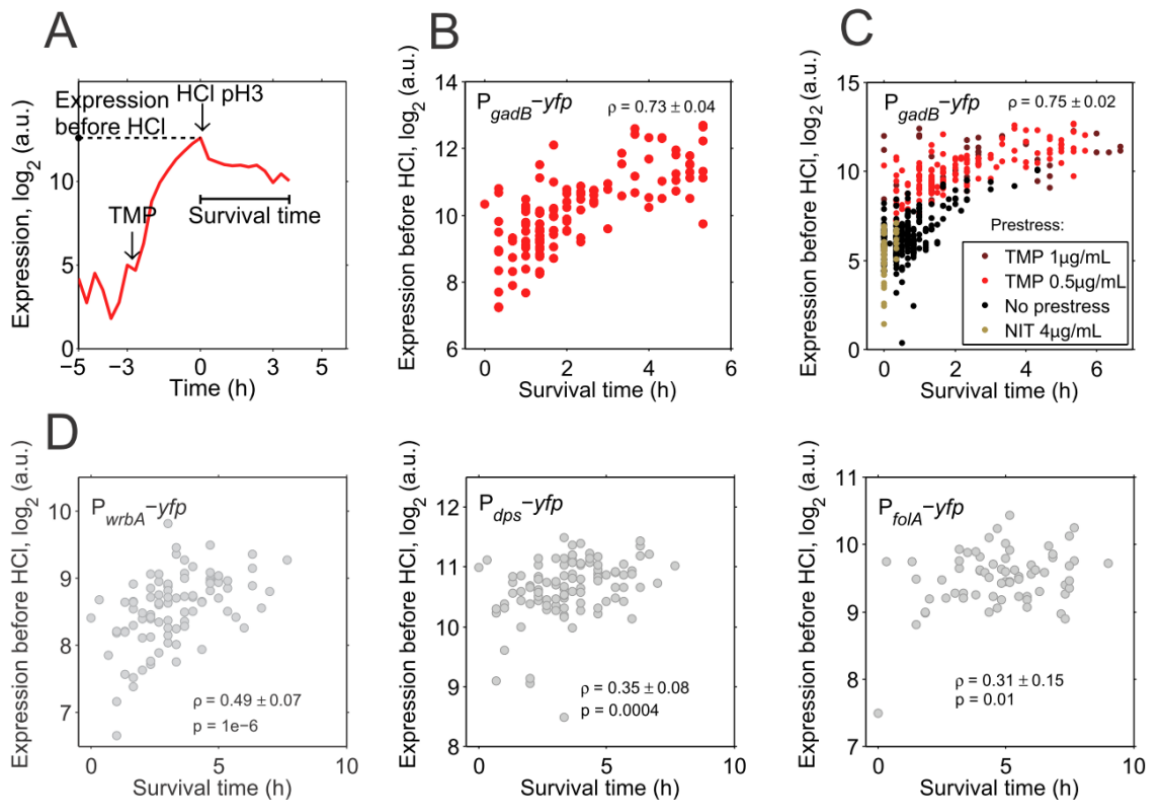 A
Expression, log2 (a.u.)
10
5
0
Expression
before HCl
HCl pH3
TMP
Survival time
−5
−3
0
3
5
Time (h)
B
Expression before HCl, log2 (a.u.)
14
12
10
8
6
PgadB−yfp
ρ = 0.73 ± 0.04
0
2
4
6
Survival time (h)
C
Expression before HCl, log2 (a.u.)
15
10
5
0
PgadB−yfp
ρ = 0.75 ± 0.02
Prestress:
TMP 1µg/mL
TMP 0.5µg/mL
No prestress
NIT 4µg/mL
0
2
4
6
Survival time (h)
D
Expression before HCl, log2 (a.u.)
10
9
8
7
PwrbA−yfp
ρ = 0.49 ± 0.07
p = 1e−6
0
5
10
Survival time (h)
Expression before HCl, log2 (a.u.)
12
11
10
9
8
Pdps−yfp
ρ = 0.35 ± 0.08
p = 0.0004
0
5
10
Survival time (h)
Expression before HCl, log2 (a.u.)
11
10
9
8
7
PfolA−yfp
ρ = 0.31 ± 0.15
p = 0.01
0
5
10
Survival time (h)